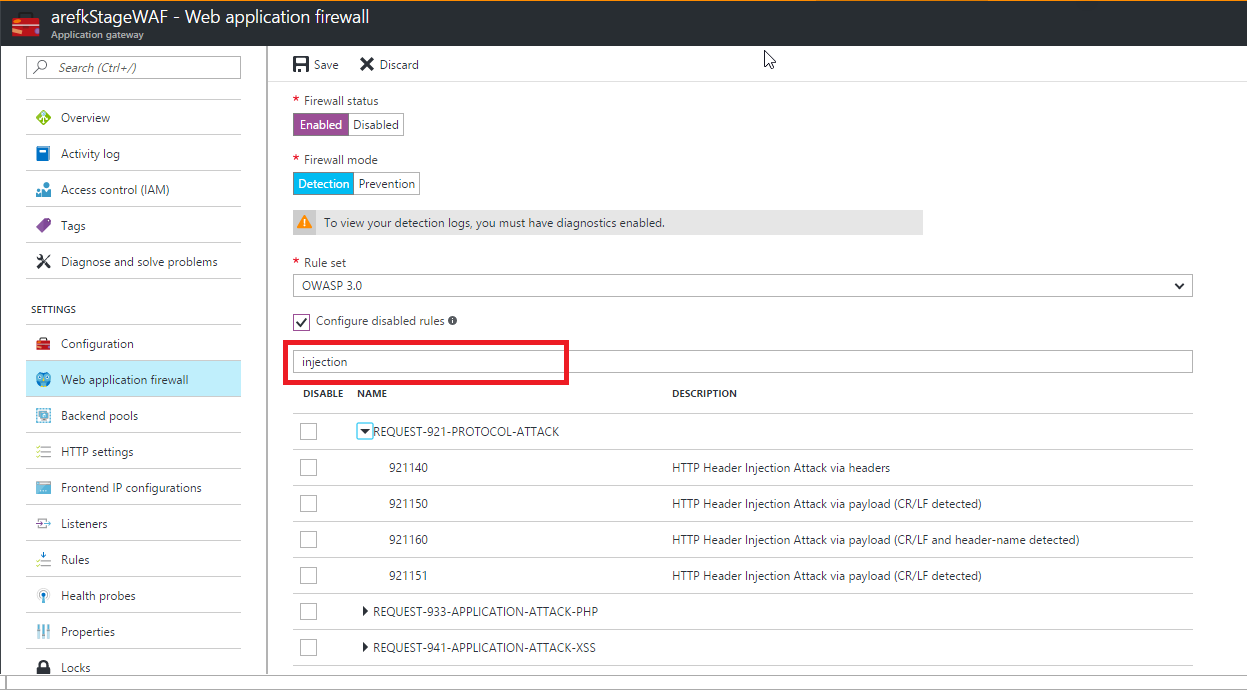 arefkStageWAF - Web application firewall
Application gateway
Search (Ctrl+/)
Overview
Activity log
Access control (IAM)
Tags
Diagnose and solve problems
SETTINGS
Configuration
Web application firewall
Backend pools
HTTP settings
Frontend IP configurations
Listeners
Rules
Health probes
Properties
Locks
Save Discard
* Firewall status
Enabled Disabled
* Firewall mode
Detection Prevention
To view your detection logs, you must have diagnostics enabled.
* Rule set
OWASP 3.0
Configure disabled rules
injection
DISABLE NAME DESCRIPTION
REQUEST-921-PROTOCOL-ATTACK
921140 HTTP Header Injection Attack via headers
921150 HTTP Header Injection Attack via payload (CR/LF detected)
921160 HTTP Header Injection Attack via payload (CR/LF and header-name detected)
921151 HTTP Header Injection Attack via payload (CR/LF detected)
REQUEST-933-APPLICATION-ATTACK-PHP
REQUEST-941-APPLICATION-ATTACK-XSS